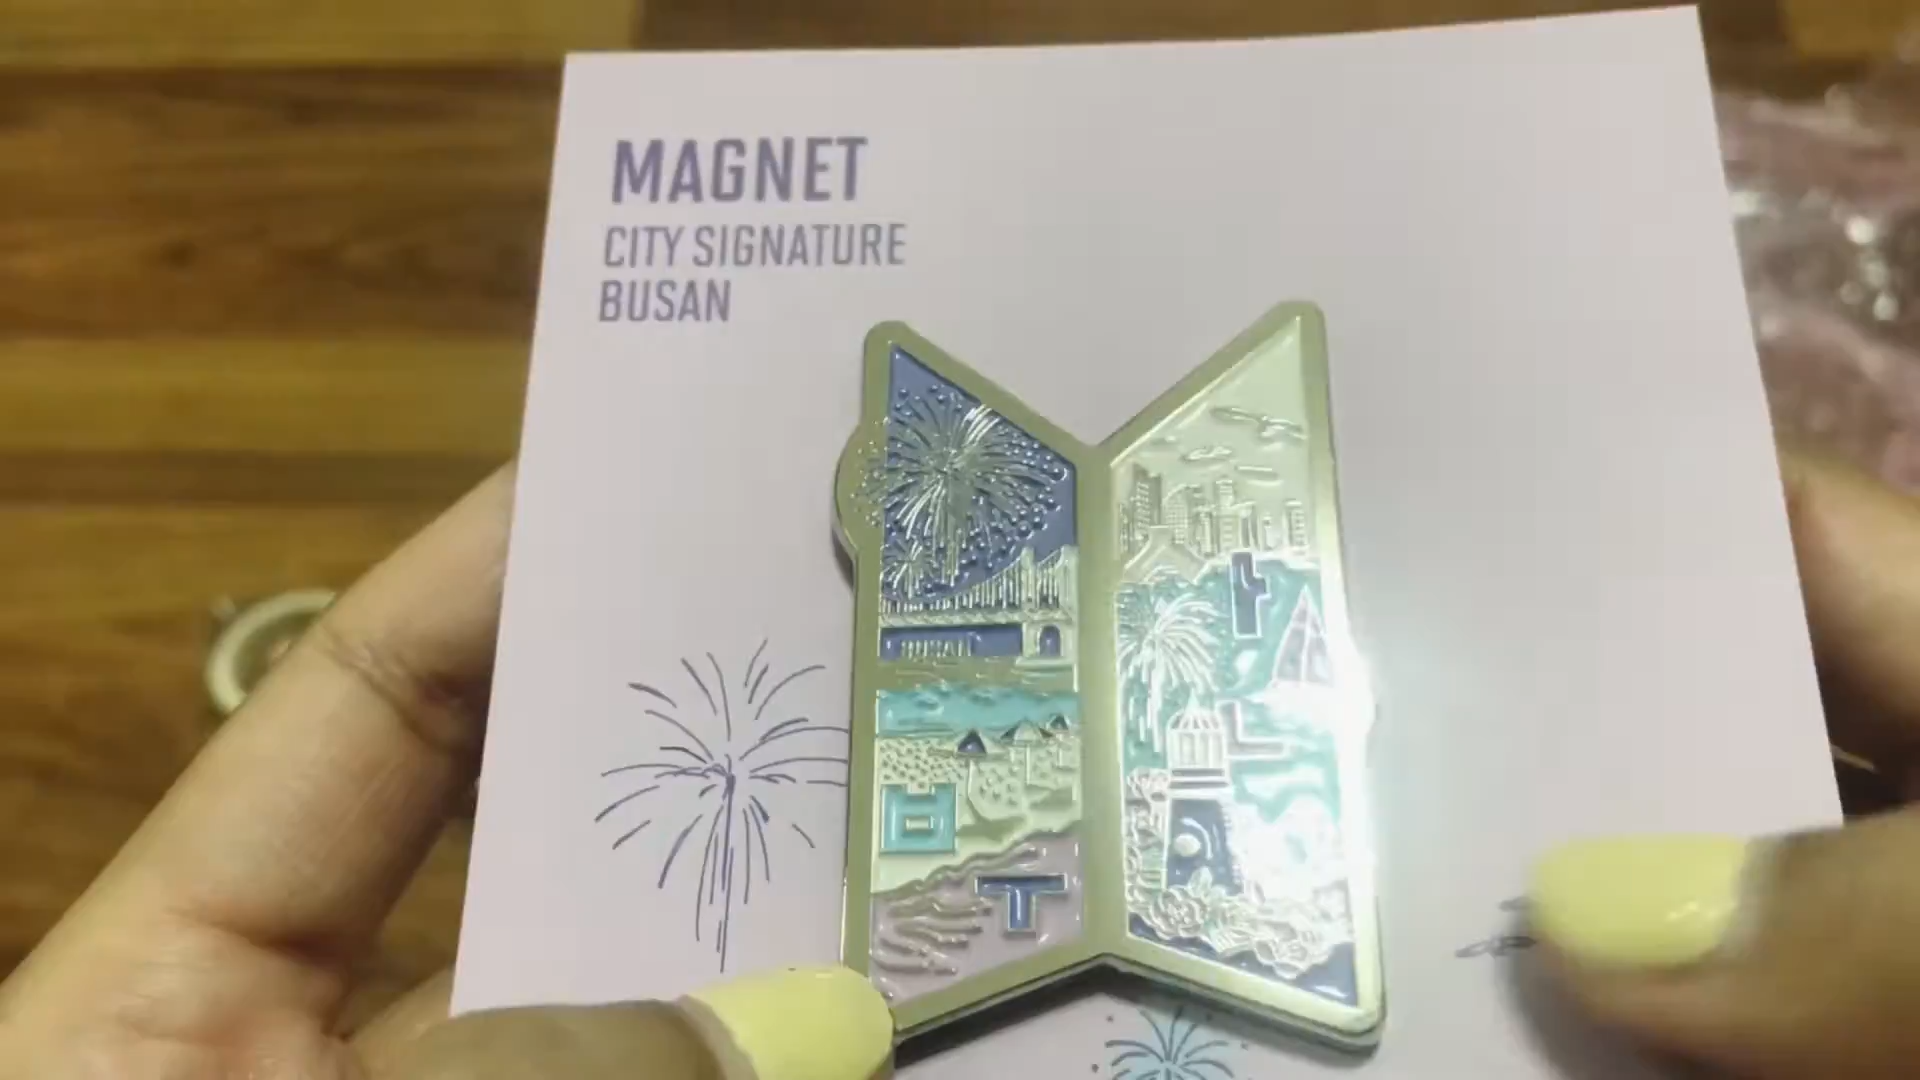 MAGNET
CITY SIGNATURE
BUSAN
BUSAN
ㅂ
ㅜ
ㅏ
ㄴ